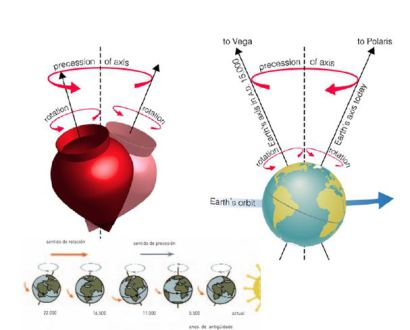 precession of axis
rotation
rotation
to Vega
to Polaris
precession of axis
Earth's axis in A.D. 15,000
Earth's axis today
rotation
rotation
Earth's orbit
sentido de rotación
sentido de precesión
22.000
16.500
11.000
5.500
actual
anos de antigüedad